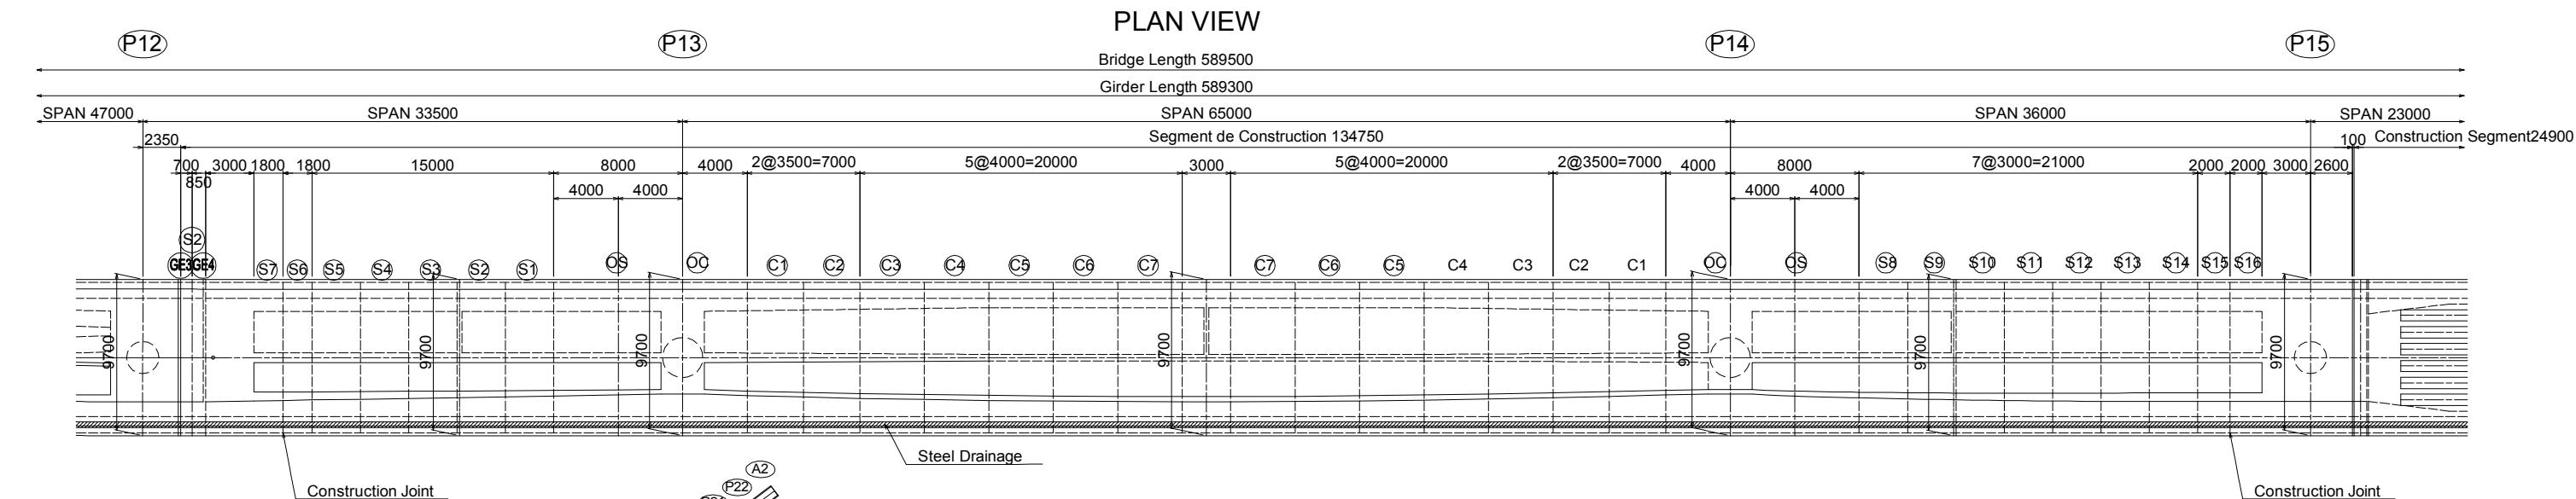 PLAN VIEW
P12 P13 P14 P15
Bridge Length 589500
Girder Length 589300
SPAN 47000 SPAN 33500 SPAN 65000 SPAN 36000 SPAN 23000
2350 Segment de Construction 134750 100 Construction Segment24900
700 3000 1800 1800 15000 8000 4000 2@3500=7000 5@4000=20000 3000 5@4000=20000 2@3500=7000 4000 8000 7@3000=21000 2000 2000 3000 2600
850 4000 4000 4000 4000
S2
GE3 GE4 S7 S6 S5 S4 S3 S2 S1 OS OC C1 C2 C3 C4 C5 C6 C7 C7 C6 C5 C4 C3 C2 C1 OC OS S8 S9 S10 S11 S12 S13 S14 S15 S16
9700 9700 9700 9700 9700 9700 9700
Steel Drainage
A2
P22
Construction Joint Construction Joint